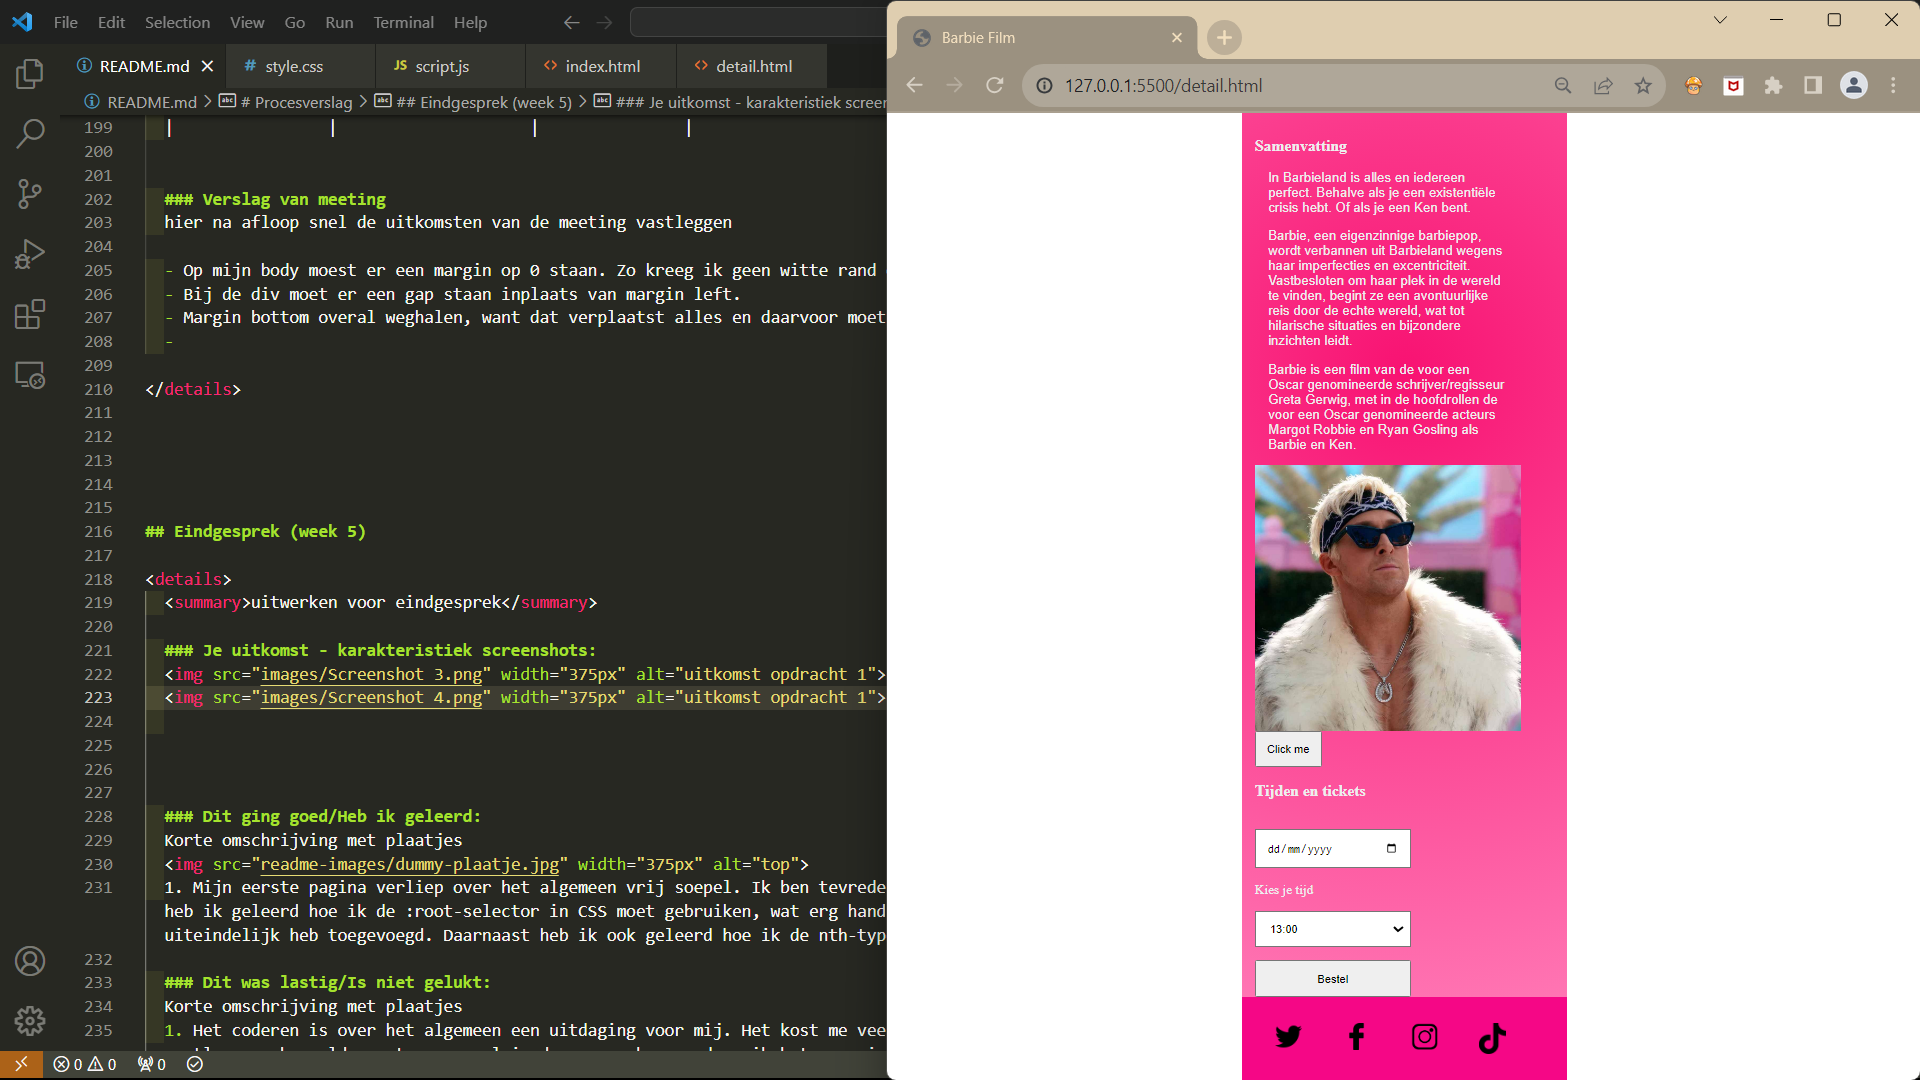 File Edit Selection View Go Run Terminal Help
README.md style.css script.js index.html detail.html
README.md > # Procesverslag > ## Eindgesprek (week 5) > ### Je uitkomst - karakteristiek screen
199 | | | |
200
201
202 ### Verslag van meeting
203 hier na afloop snel de uitkomsten van de meeting vastleggen
204
205 - Op mijn body moest er een margin op 0 staan. Zo kreeg ik geen witte rand
206 - Bij de div moet er een gap staan inplaats van margin left.
207 - Margin bottom overal weghalen, want dat verplaatst alles en daarvoor moet
208 -
209
210 </details>
211
212
213
214
215
216 ## Eindgesprek (week 5)
217
218 <details>
219 <summary>uitwerken voor eindgesprek</summary>
220
221 ### Je uitkomst - karakteristiek screenshots:
222 <img src="images/Screenshot 3.png" width="375px" alt="uitkomst opdracht 1">
223 <img src="images/Screenshot 4.png" width="375px" alt="uitkomst opdracht 1">
224
225
226
227
228 ### Dit ging goed/Heb ik geleerd:
229 Korte omschrijving met plaatjes
230 <img src="readme-images/dummy-plaatje.jpg" width="375px" alt="top">
231 1. Mijn eerste pagina verliep over het algemeen vrij soepel. Ik ben tevrede
heb ik geleerd hoe ik de :root-selector in CSS moet gebruiken, wat erg hand
uiteindelijk heb toegevoegd. Daarnaast heb ik ook geleerd hoe ik de nth-typ
232
233 ### Dit was lastig/Is niet gelukt:
234 Korte omschrijving met plaatjes
235 1. Het coderen is over het algemeen een uitdaging voor mij. Het kost me vee
0 0 0
Barbie Film
127.0.0.1:5500/detail.html
Samenvatting
In Barbieland is alles en iedereen
perfect. Behalve als je een existentiële
crisis hebt. Of als je een Ken bent.
Barbie, een eigenzinnige barbiepop,
wordt verbannen uit Barbieland wegens
haar imperfecties en excentriciteit.
Vastbesloten om haar plek in de wereld
te vinden, begint ze een avontuurlijke
reis door de echte wereld, wat tot
hilarische situaties en bijzondere
inzichten leidt.
Barbie is een film van de voor een
Oscar genomineerde schrijver/regisseur
Greta Gerwig, met in de hoofdrollen de
voor een Oscar genomineerde acteurs
Margot Robbie en Ryan Gosling als
Barbie en Ken.
Click me
Tijden en tickets
dd/mm/yyyy
Kies je tijd
13:00
Bestel